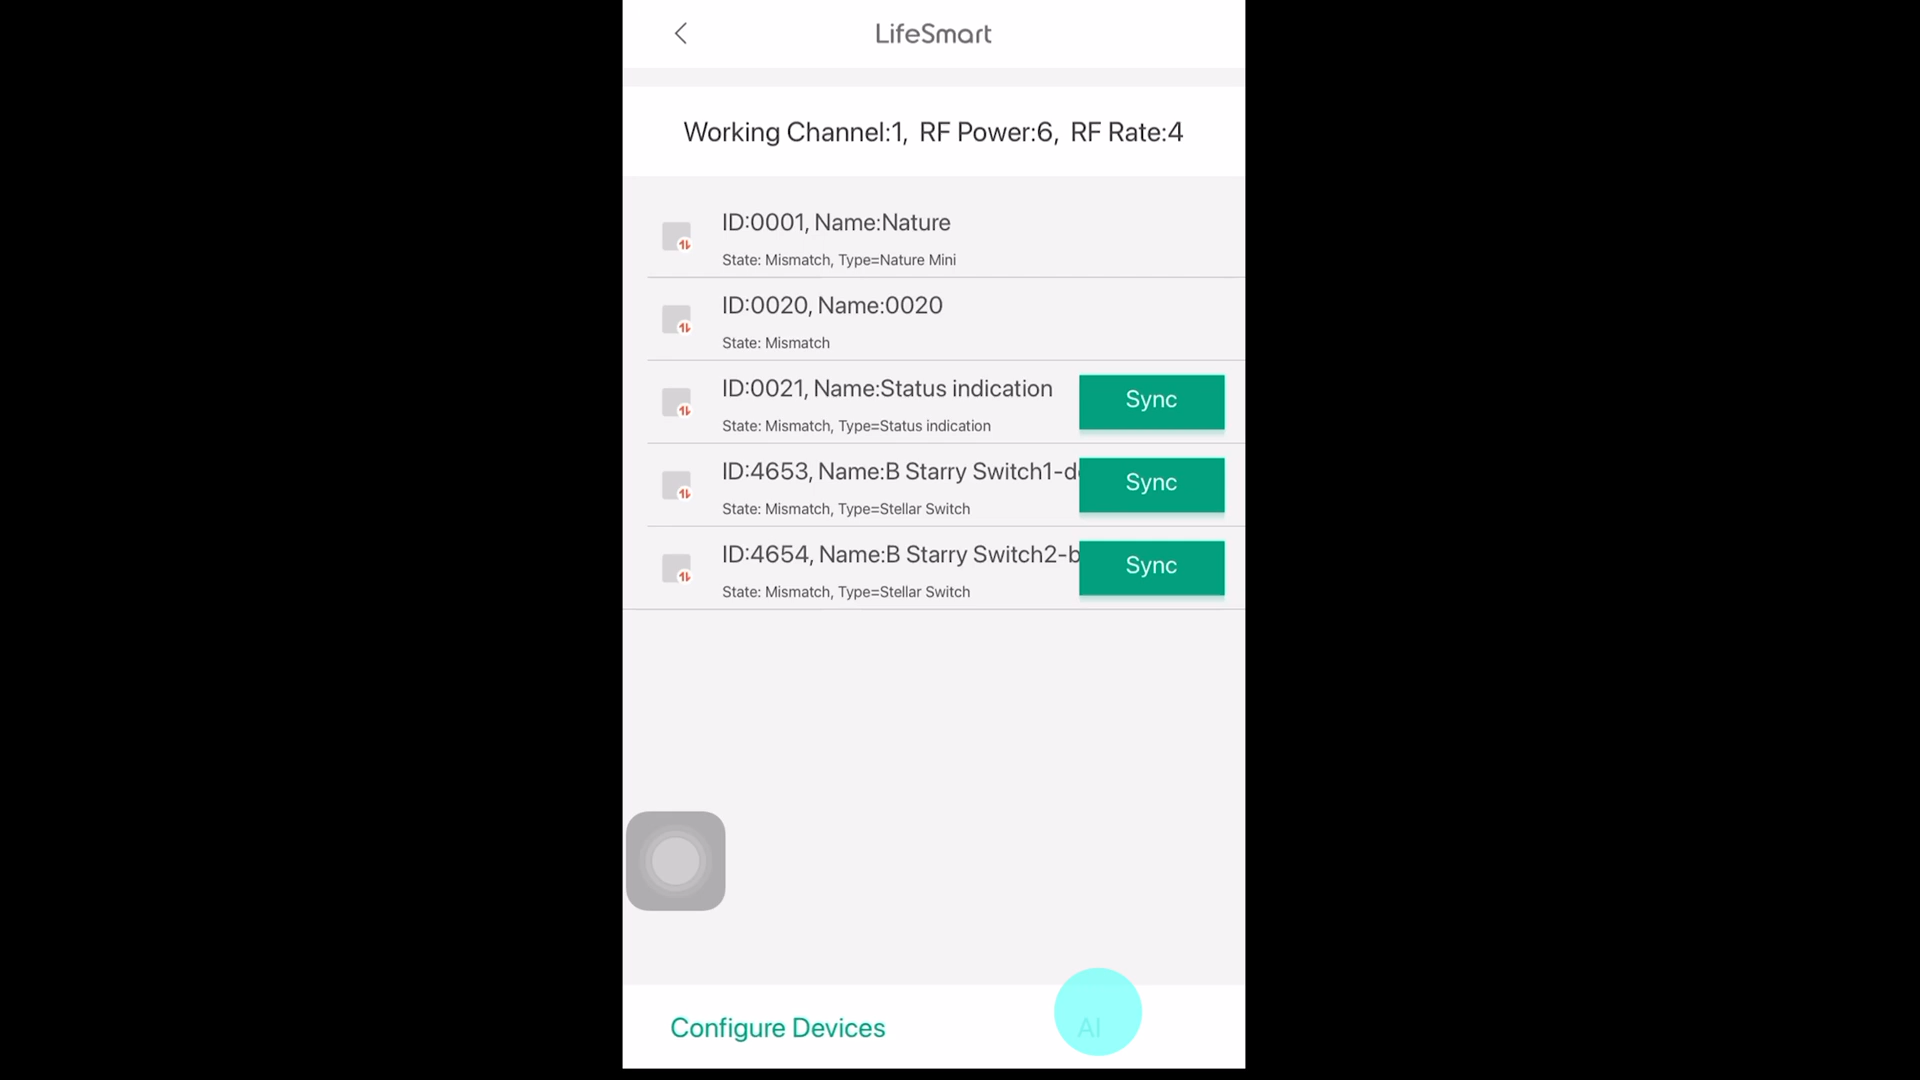 LifeSmart
Working Channel:1, RF Power:6, RF Rate:4
ID:0001, Name:Nature
State: Mismatch, Type=Nature Mini
ID:0020, Name:0020
State: Mismatch
ID:0021, Name:Status indication
Sync
State: Mismatch, Type=Status indication
ID:4653, Name:B Starry Switch1-d
Sync
State: Mismatch, Type=Stellar Switch
ID:4654, Name:B Starry Switch2-b
Sync
State: Mismatch, Type=Stellar Switch
Configure Devices
AI